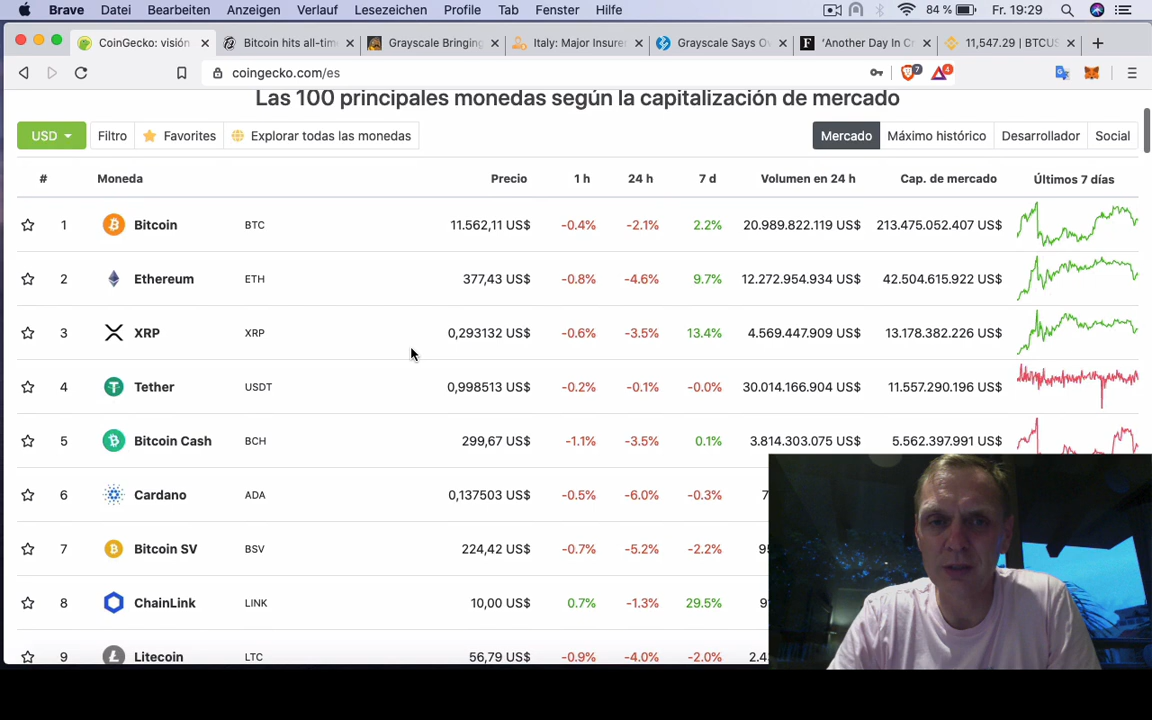 Brave Datei Bearbeiten Anzeigen Verlauf Lesezeichen Profile Tab Fenster Hilfe 84 % Fr. 19:29
CoinGecko: visión Bitcoin hits all-tim Grayscale Bringing Italy: Major Insurer Grayscale Says O "Another Day In Cr 11,547.29 | BTCUS
coingecko.com/es 7 4
Las 100 principales monedas según la capitalización de mercado
USD Filtro Favorites Explorar todas las monedas Mercado Máximo histórico Desarrollador Social
# Moneda Precio 1 h 24 h 7 d Volumen en 24 h Cap. de mercado Últimos 7 días
1 Bitcoin BTC 11.562,11 US$ -0.4% -2.1% 2.2% 20.989.822.119 US$ 213.475.052.407 US$
2 Ethereum ETH 377,43 US$ -0.8% -4.6% 9.7% 12.272.954.934 US$ 42.504.615.922 US$
3 XRP XRP 0,293132 US$ -0.6% -3.5% 13.4% 4.569.447.909 US$ 13.178.382.226 US$
4 Tether USDT 0,998513 US$ -0.2% -0.1% -0.0% 30.014.166.904 US$ 11.557.290.196 US$
5 Bitcoin Cash BCH 299,67 US$ -1.1% -3.5% 0.1% 3.814.303.075 US$ 5.562.397.991 US$
6 Cardano ADA 0,137503 US$ -0.5% -6.0% -0.3% 7
7 Bitcoin SV BSV 224,42 US$ -0.7% -5.2% -2.2%
8 ChainLink LINK 10,00 US$ 0.7% -1.3% 29.5%
9 Litecoin LTC 56,79 US$ -0.9% -4.0% -2.0% 2.4